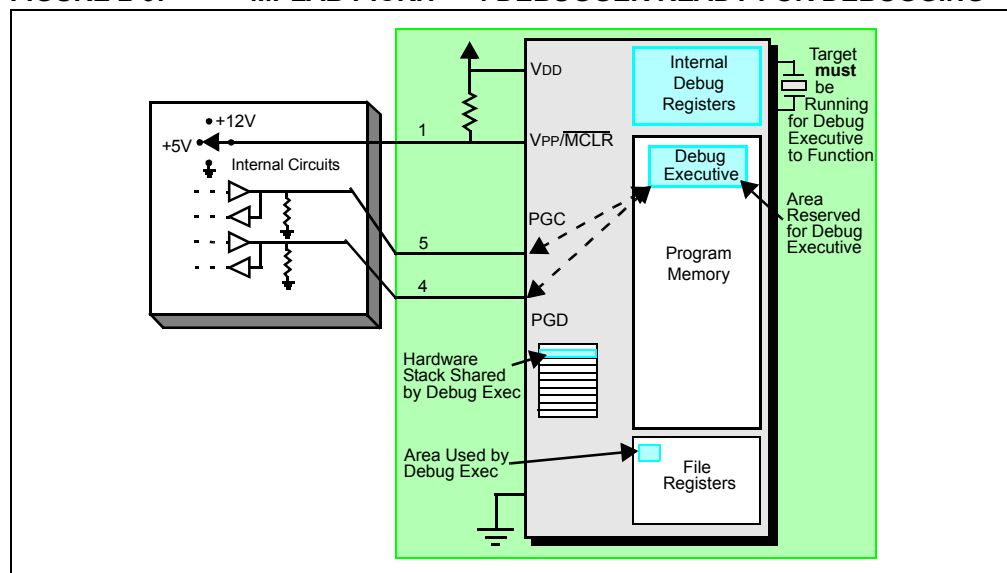 +12V
+5V
Internal Circuits
1
5
4
VDD
VPP/MCLR
PGC
PGD
Internal
Debug
Registers
Target
must
be
Running
for Debug
Executive
to Function
Debug
Executive
Area
Reserved
for Debug
Executive
Program
Memory
Hardware
Stack Shared
by Debug Exec
Area Used by
Debug Exec
File
Registers